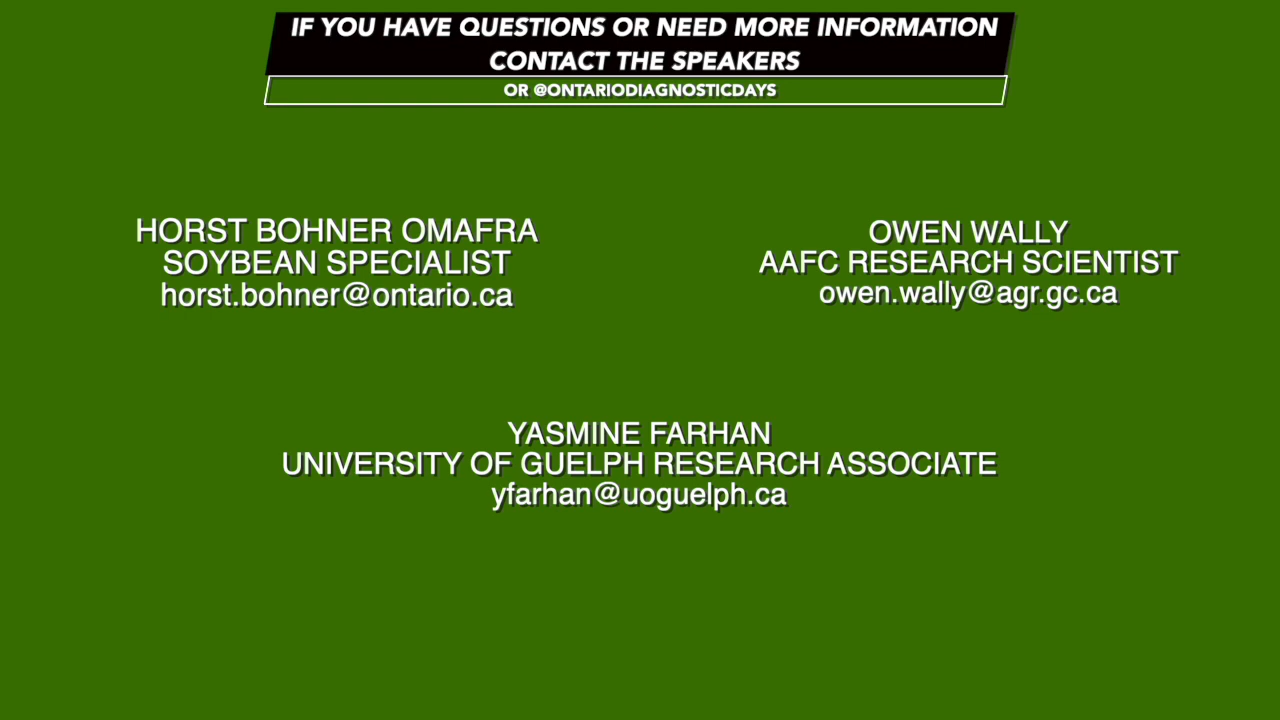 IF YOU HAVE QUESTIONS OR NEED MORE INFORMATION
CONTACT THE SPEAKERS
OR @ONTARIODIAGNOSTICDAYS
HORST BOHNER OMAFRA
SOYBEAN SPECIALIST
horst.bohner@ontario.ca
OWEN WALLY
AAFC RESEARCH SCIENTIST
owen.wally@agr.gc.ca
YASMINE FARHAN
UNIVERSITY OF GUELPH RESEARCH ASSOCIATE
yfarhan@uoguelph.ca